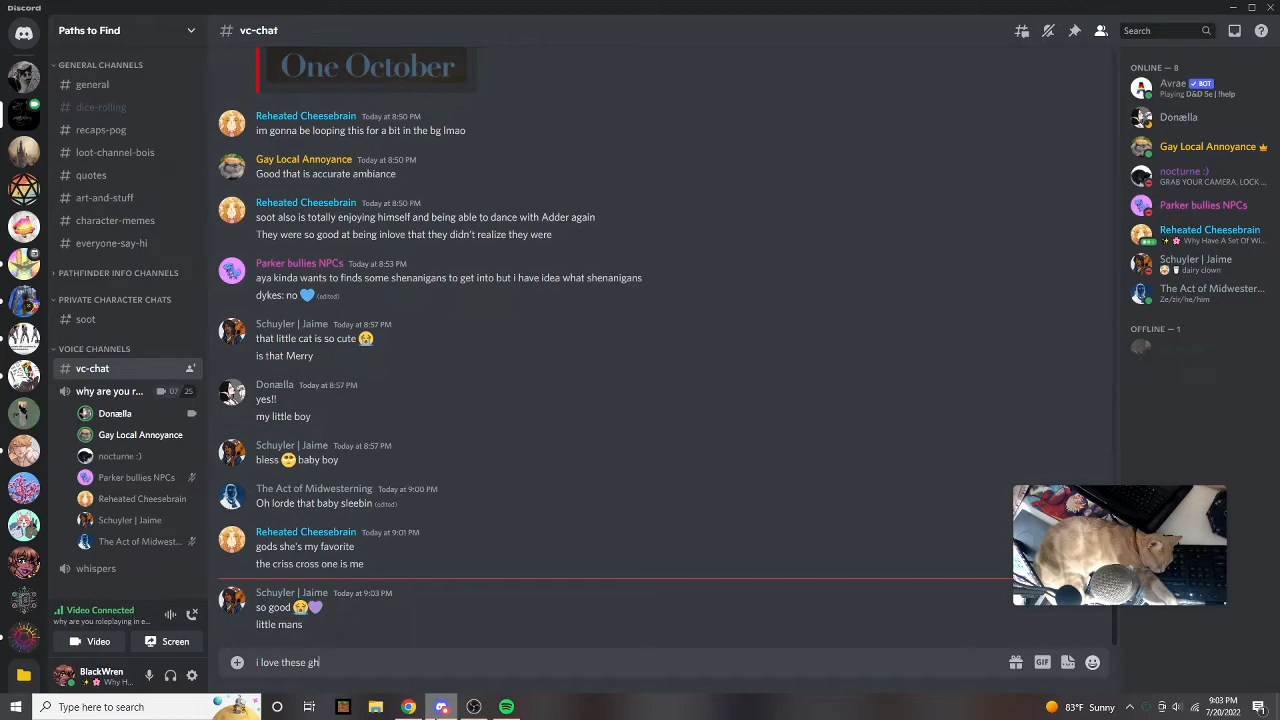 Discord
Paths to Find
vc-chat
Search
GENERAL CHANNELS
general
dice-rolling
recaps-pog
loot-channel-bois
quotes
art-and-stuff
character-memes
everyone-say-hi
PATHFINDER INFO CHANNELS
PRIVATE CHARACTER CHATS
soot
VOICE CHANNELS
vc-chat
why are you r... 07 25
Donælla
Gay Local Annoyance
nocturne :)
Parker bullies NPCs
Reheated Cheesebrain
Schuyler | Jaime
The Act of Midwest...
whispers
Video Connected
why are you roleplaying in e...
Video Screen
BlackWren
Why H...
One October
Reheated Cheesebrain Today at 8:50 PM
im gonna be looping this for a bit in the bg lmao
Gay Local Annoyance Today at 8:50 PM
Good that is accurate ambiance
Reheated Cheesebrain Today at 8:50 PM
soot also is totally enjoying himself and being able to dance with Adder again
They were so good at being inlove that they didn't realize they were
Parker bullies NPCs Today at 8:53 PM
aya kinda wants to finds some shenanigans to get into but i have idea what shenanigans
dykes: no 💙 (edited)
Schuyler | Jaime Today at 8:57 PM
that little cat is so cute 😭
is that Merry
Donælla Today at 8:57 PM
yes!!
my little boy
Schuyler | Jaime Today at 8:57 PM
bless 🥺 baby boy
The Act of Midwesterning Today at 9:00 PM
Oh lorde that baby sleebin (edited)
Reheated Cheesebrain Today at 9:01 PM
gods she's my favorite
the criss cross one is me
Schuyler | Jaime Today at 9:03 PM
so good 😭💜
little mans
i love these gh
GIF
ONLINE — 8
Avrae BOT
Playing D&D 5e | !help
Donælla
Gay Local Annoyance
nocturne :)
GRAB YOUR CAMERA, LOCK ...
Parker bullies NPCs
Reheated Cheesebrain
Why Have A Set Of Wi...
Schuyler | Jaime
dairy clown
The Act of Midwester...
Ze/zir/he/him
OFFLINE — 1
Type here to search
83°F Sunny
9:03 PM
7/20/2022